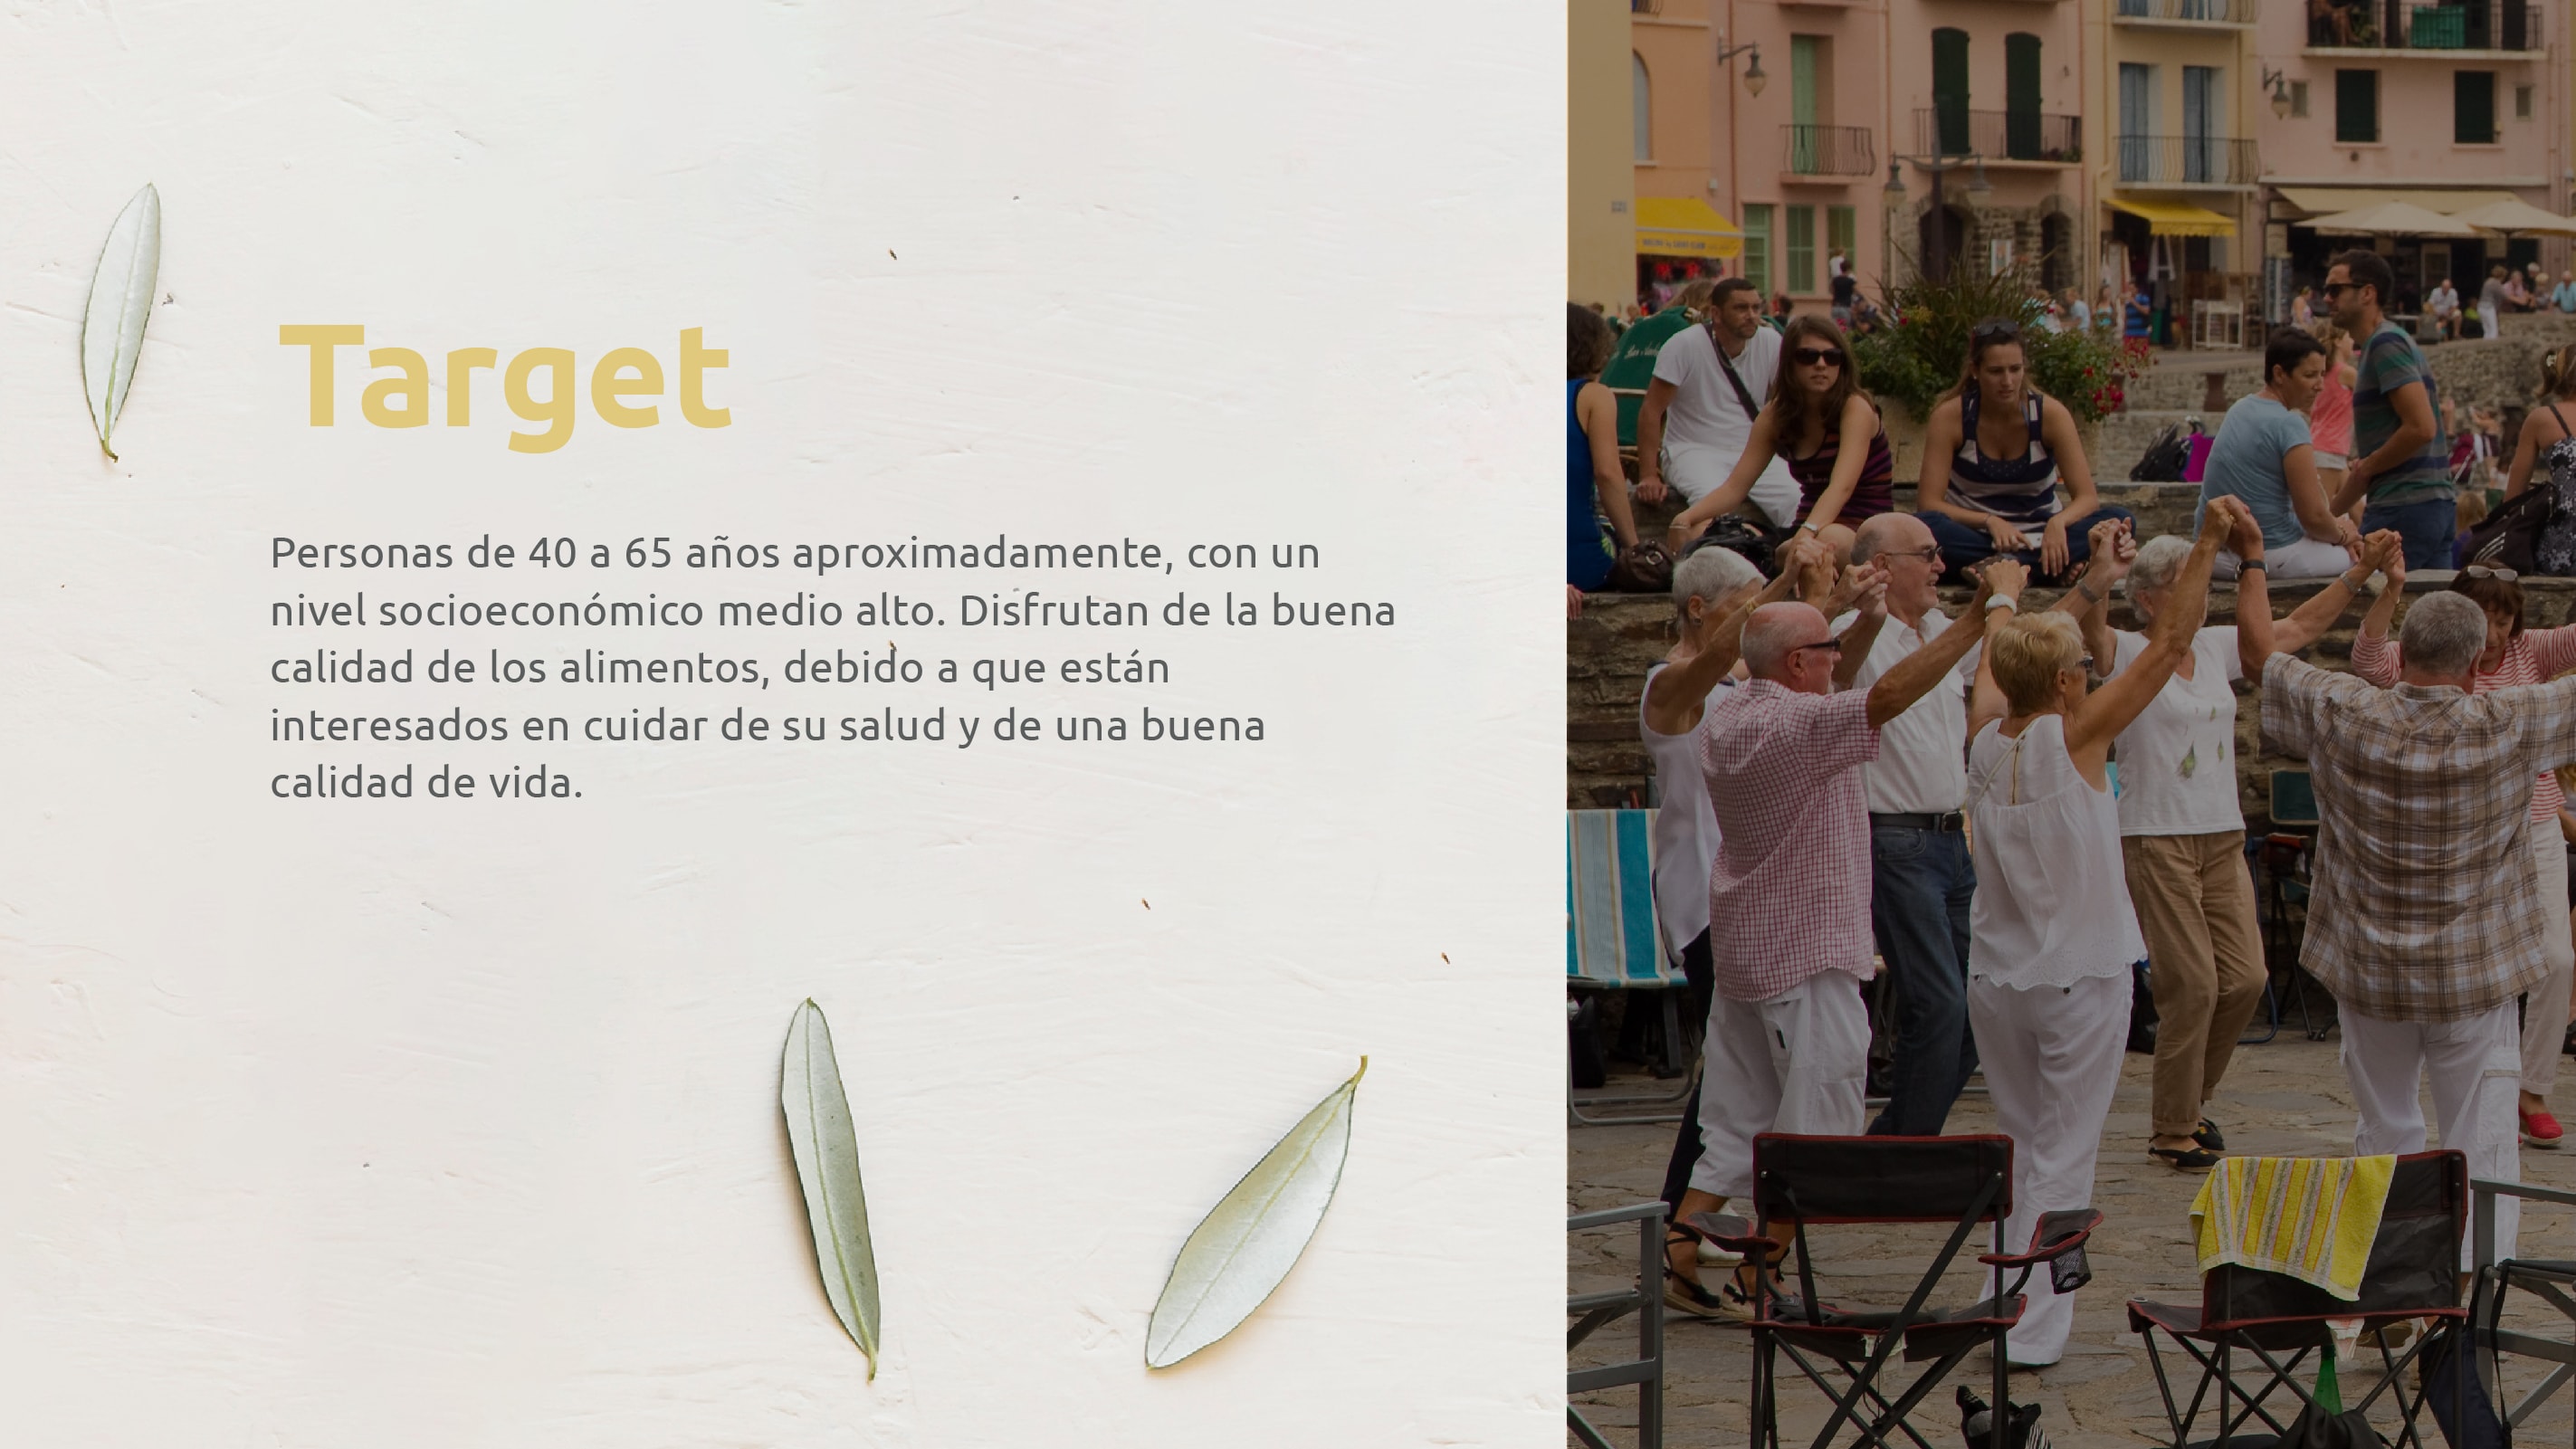 Target
Personas de 40 a 65 años aproximadamente, con un
nivel socioeconómico medio alto. Disfrutan de la buena
calidad de los alimentos, debido a que están
interesados en cuidar de su salud y de una buena
calidad de vida.